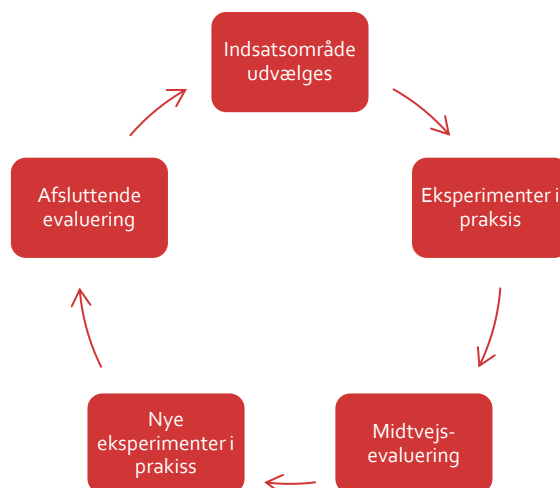 Indsatsområde
udvælges
Eksperimenter i
praksis
Midtvejs-
evaluering
Nye
eksperimenter i
prakiss
Afsluttende
evaluering